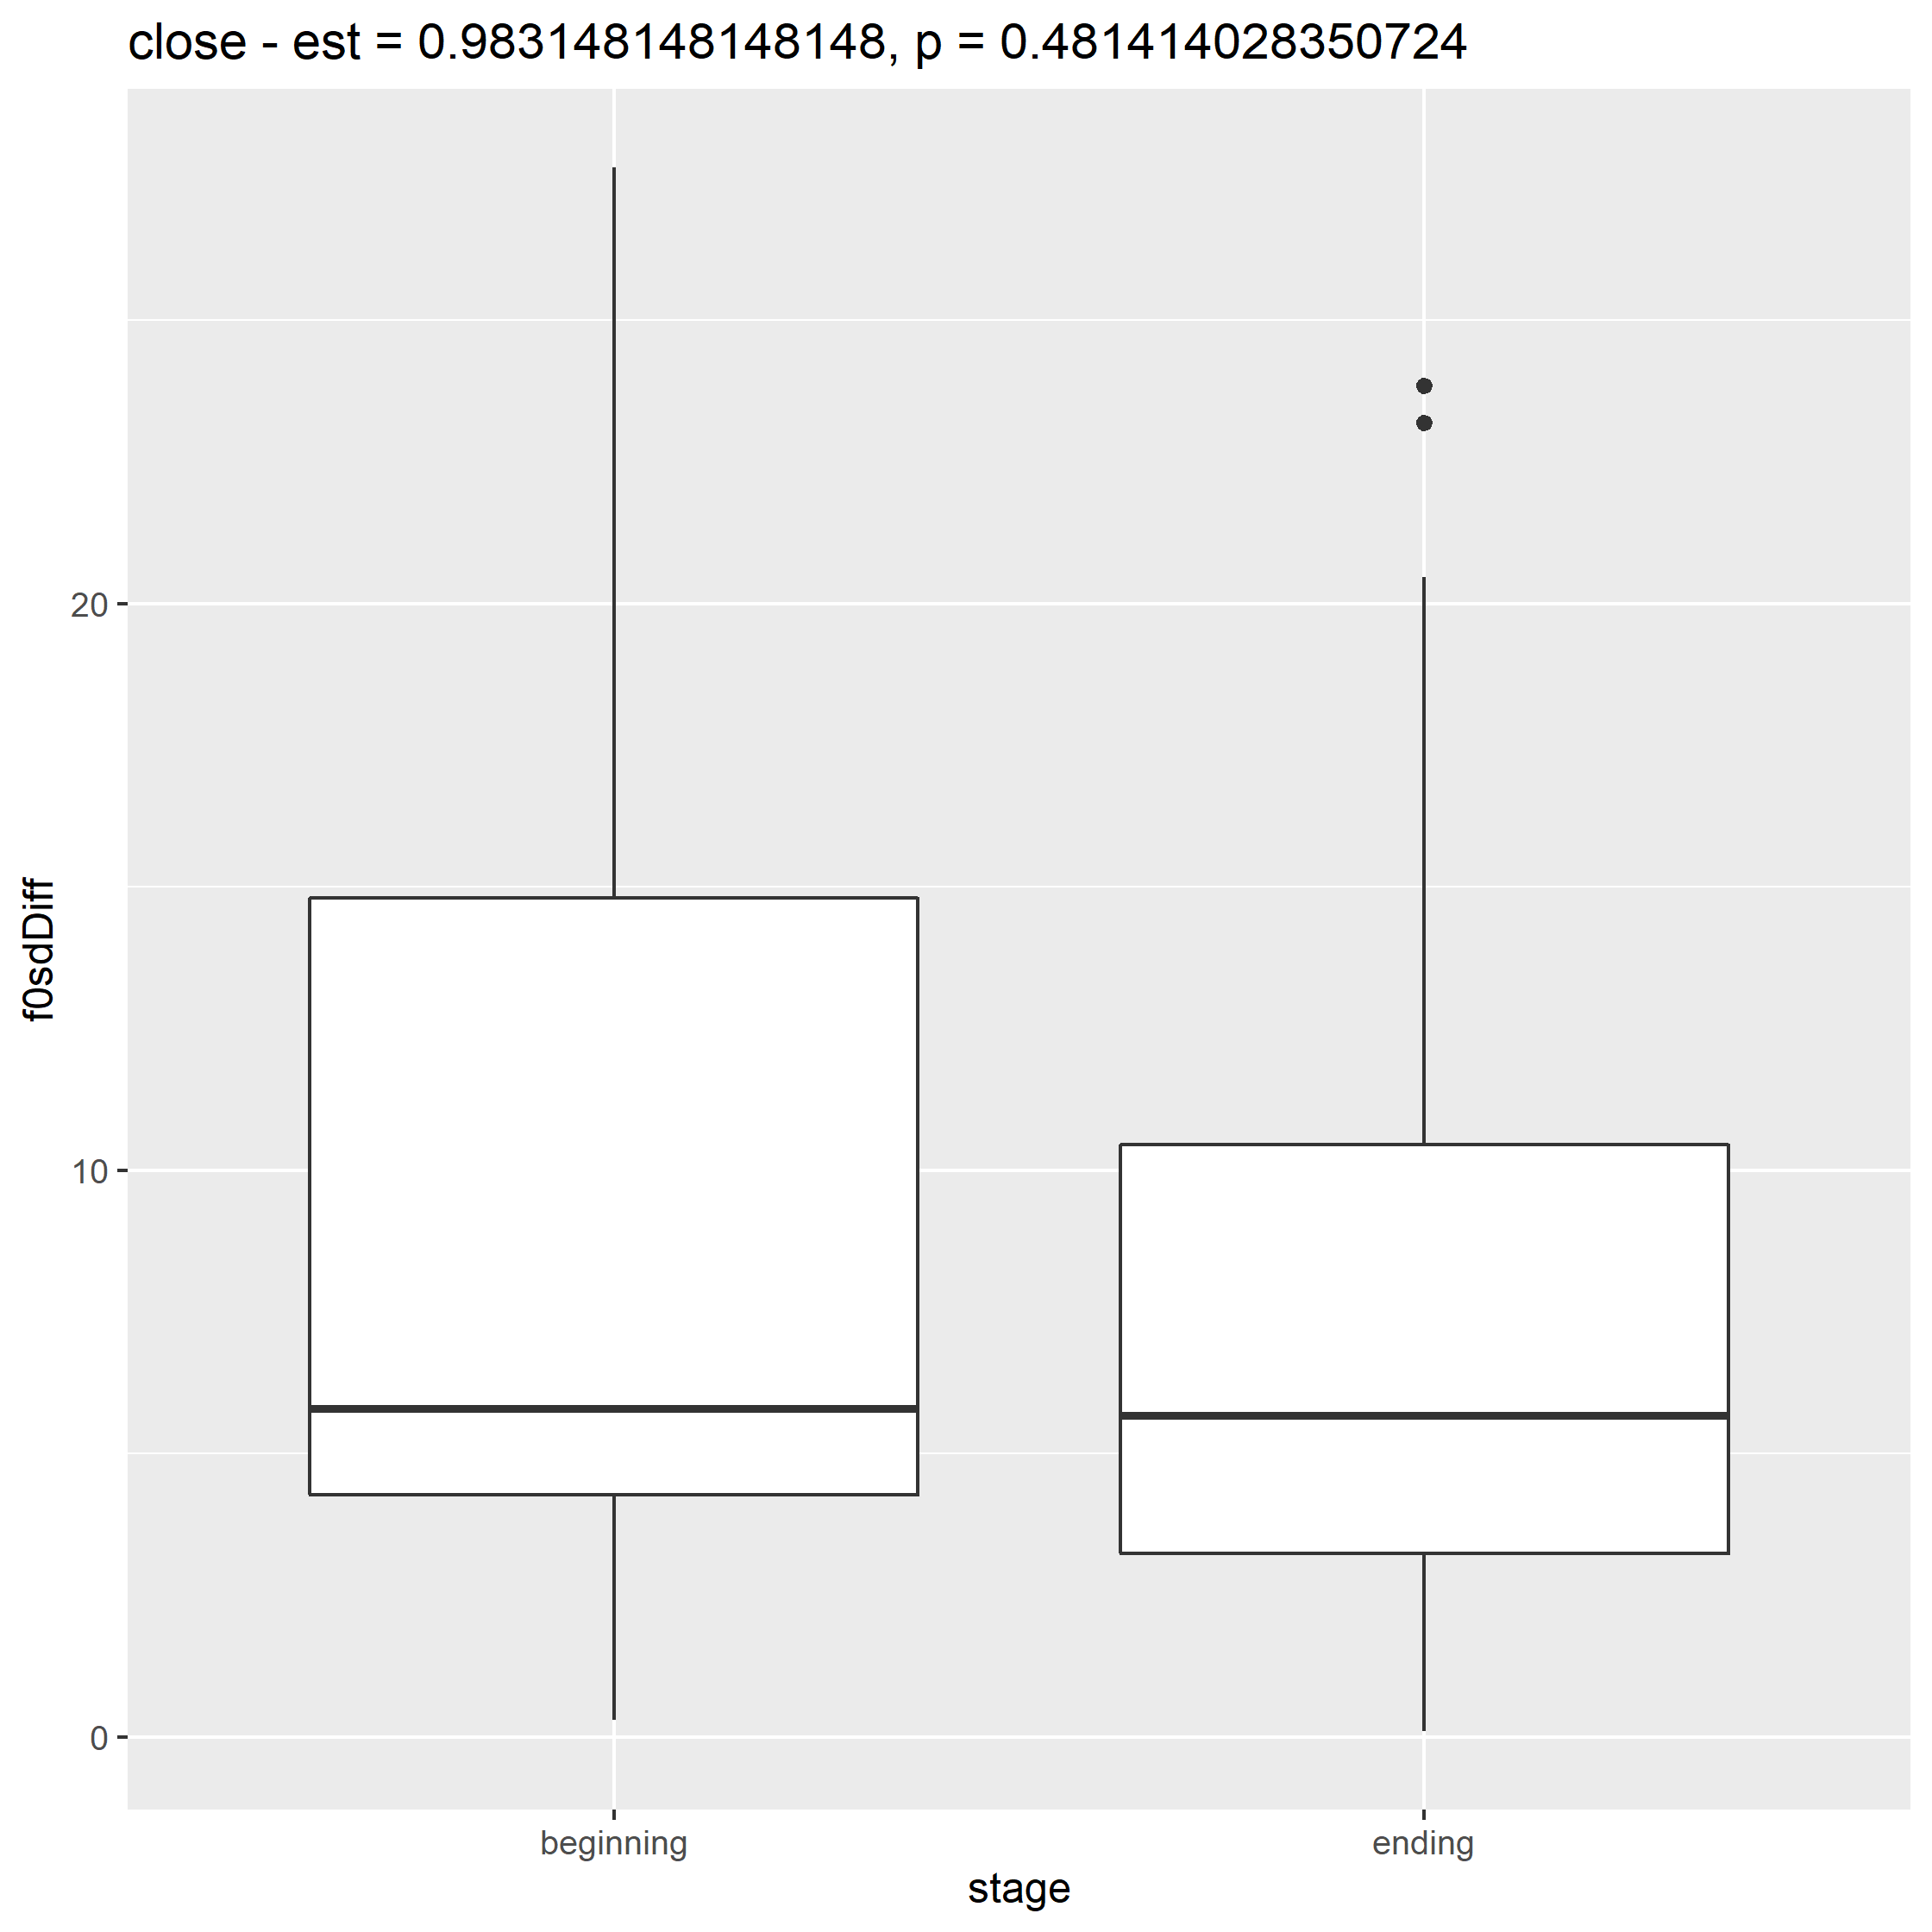 close - est = 0.983148148148148, p = 0.481414028350724
f0sdDiff
20
10
0
beginning
ending
stage